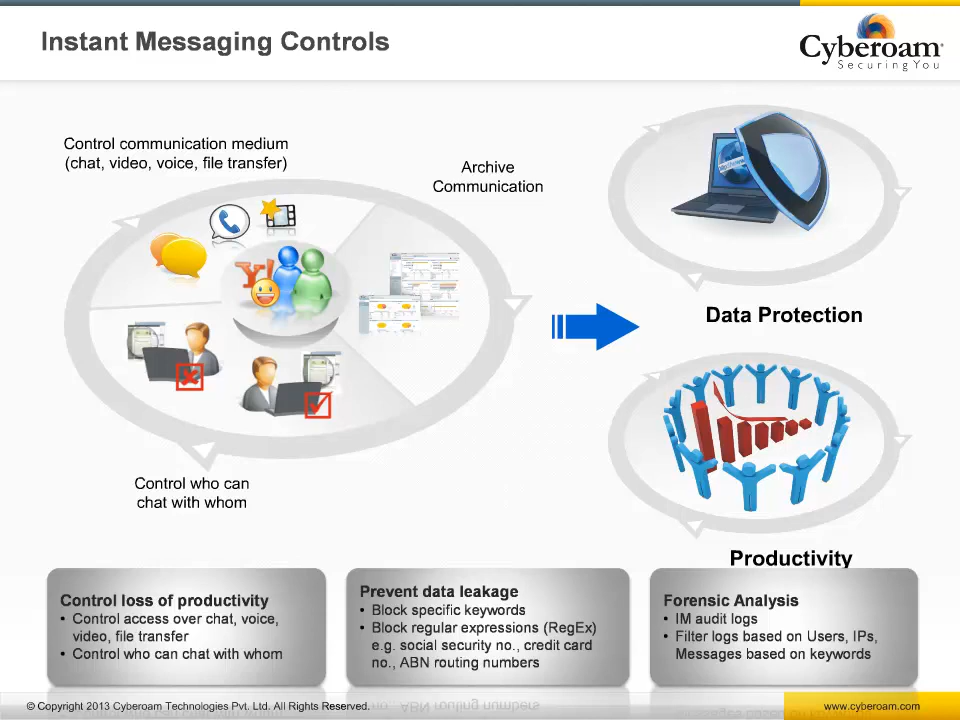 Instant Messaging Controls
Cyberoam
Securing You
Control communication medium
(chat, video, voice, file transfer)
Archive
Communication
Y!
Data Protection
Control who can
chat with whom
Productivity
Control loss of productivity
• Control access over chat, voice,
video, file transfer
• Control who can chat with whom
Prevent data leakage
• Block specific keywords
• Block regular expressions (RegEx)
e.g. social security no., credit card
no., ABN routing numbers
Forensic Analysis
• IM audit logs
• Filter logs based on Users, IPs,
Messages based on keywords
© Copyright 2013 Cyberoam Technologies Pvt. Ltd. All Rights Reserved.
www.cyberoam.com